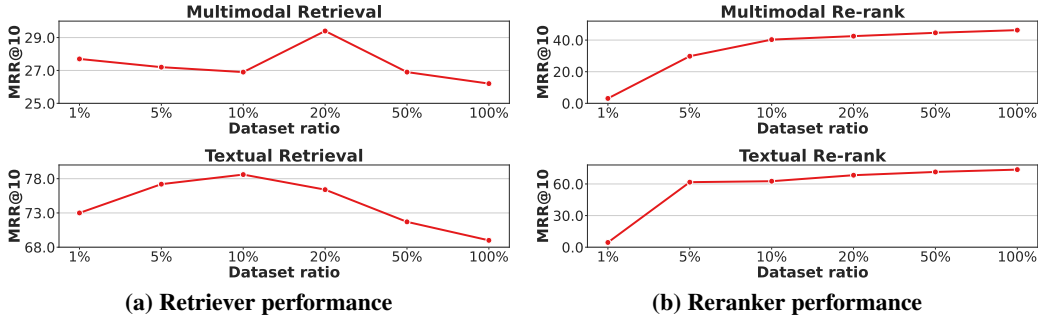 Multimodal Retrieval
MRR@10
29.0
27.0
25.0
1% 5% 10% 20% 50% 100%
Dataset ratio
Textual Retrieval
MRR@10
78.0
73.0
68.0
1% 5% 10% 20% 50% 100%
Dataset ratio
(a) Retriever performance
Multimodal Re-rank
MRR@10
40.0
20.0
0.0
1% 5% 10% 20% 50% 100%
Dataset ratio
Textual Re-rank
MRR@10
60.0
30.0
0.0
1% 5% 10% 20% 50% 100%
Dataset ratio
(b) Reranker performance